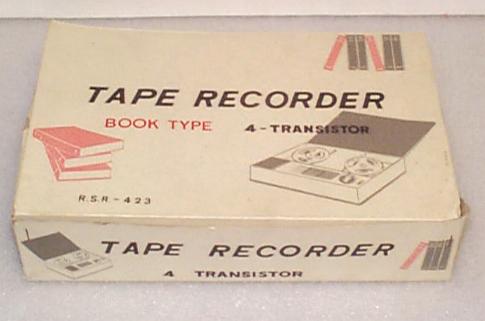 TAPE RECORDER
BOOK TYPE 4-TRANSISTOR
R.S.R-423
TAPE RECORDER
4 TRANSISTOR